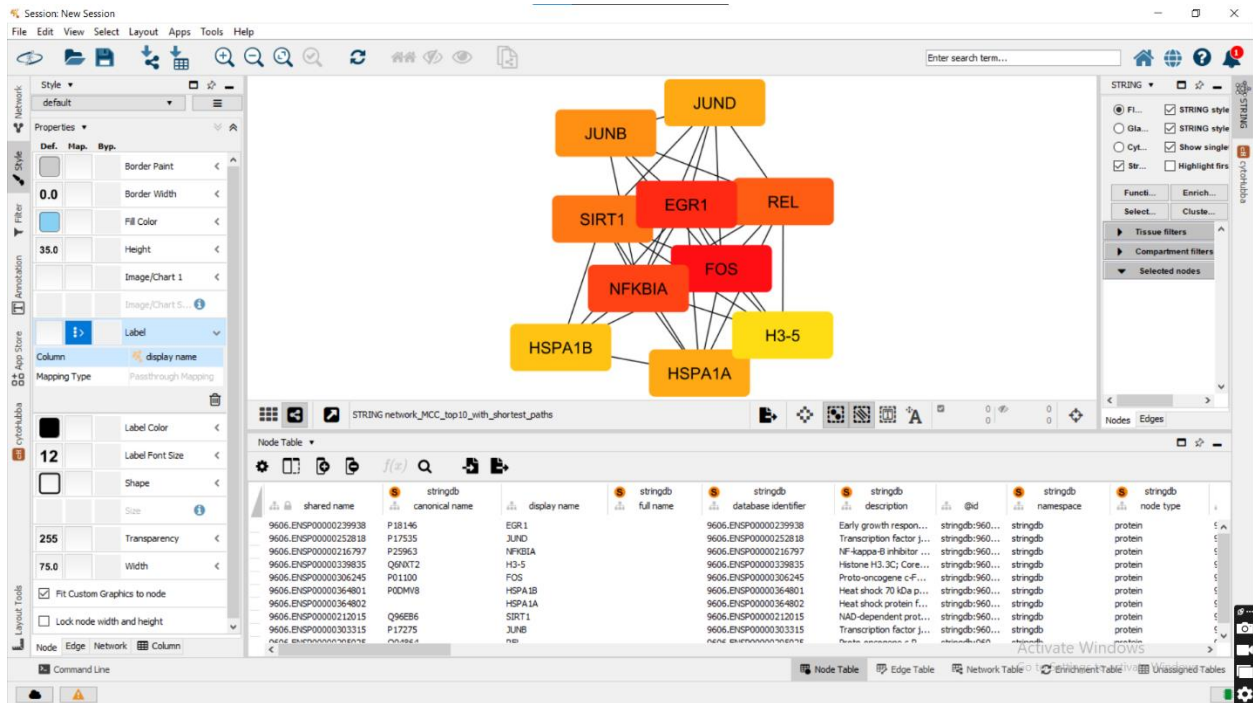 Session: New Session
File Edit View Select Layout Apps Tools Help
Enter search term...
1
Network
Style
Filter
Annotation
App Store
cytoHubba
Layout Tools
Style
default
Properties
Def. Map. Byp.
Border Paint
0.0 Border Width
Fill Color
35.0 Height
Image/Chart 1
Image/Chart S...
Label
Column display name
Mapping Type Passthrough Mapping
Label Color
12 Label Font Size
Shape
Size
255 Transparency
75.0 Width
Fit Custom Graphics to node
Lock node width and height
Node Edge Network Column
JUND
JUNB
EGR1
REL
SIRT1
FOS
NFKBIA
H3-5
HSPA1B
HSPA1A
STRING network_MCC_top10_with_shortest_paths
0 0
0 0
STRING
Fl... STRING style
Gla... STRING style
Cyt... Show single
Str... Highlight firs
Functi... Enrich...
Select... Cluste...
Tissue filters
Compartment filters
Selected nodes
Nodes Edges
STRING
cytoHubba
Node Table
f(x)
stringdb stringdb stringdb stringdb stringdb stringdb
shared name canonical name display name full name database identifier description @id namespace node type
9606.ENSP00000239938 P18146 EGR1 9606.ENSP00000239938 Early growth respon... stringdb:960... stringdb protein
9606.ENSP00000252818 P17535 JUND 9606.ENSP00000252818 Transcription factor j... stringdb:960... stringdb protein
9606.ENSP00000216797 P25963 NFKBIA 9606.ENSP00000216797 NF-kappa-B inhibitor ... stringdb:960... stringdb protein
9606.ENSP00000339835 Q6NXT2 H3-5 9606.ENSP00000339835 Histone H3.3C; Core... stringdb:960... stringdb protein
9606.ENSP00000306245 P01100 FOS 9606.ENSP00000306245 Proto-oncogene c-F... stringdb:960... stringdb protein
9606.ENSP00000364801 P0DMV8 HSPA1B 9606.ENSP00000364801 Heat shock 70 kDa p... stringdb:960... stringdb protein
9606.ENSP00000364802 HSPA1A 9606.ENSP00000364802 Heat shock protein f... stringdb:960... stringdb protein
9606.ENSP00000212015 Q96EB6 SIRT1 9606.ENSP00000212015 NAD-dependent prot... stringdb:960... stringdb protein
9606.ENSP00000303315 P17275 JUNB 9606.ENSP00000303315 Transcription factor j... stringdb:960... stringdb protein
Activate Windows
Command Line
Node Table Edge Table Network Table Enrichment Table Unassigned Tables